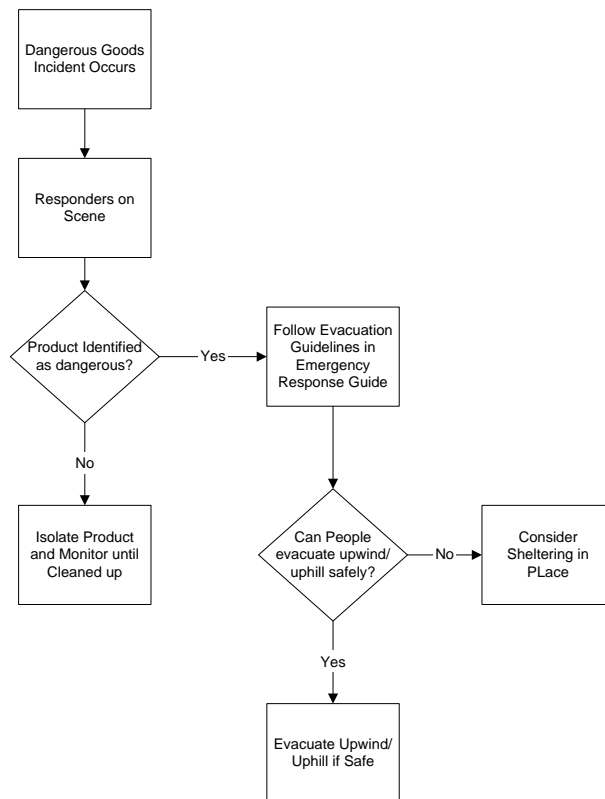 Dangerous Goods
Incident Occurs
Responders on
Scene
Product Identified
as dangerous?
Yes
Follow Evacuation
Guidelines in
Emergency
Response Guide
No
Isolate Product
and Monitor until
Cleaned up
Can People
evacuate upwind/
uphill safely?
No
Consider
Sheltering in
PLace
Yes
Evacuate Upwind/
Uphill if Safe